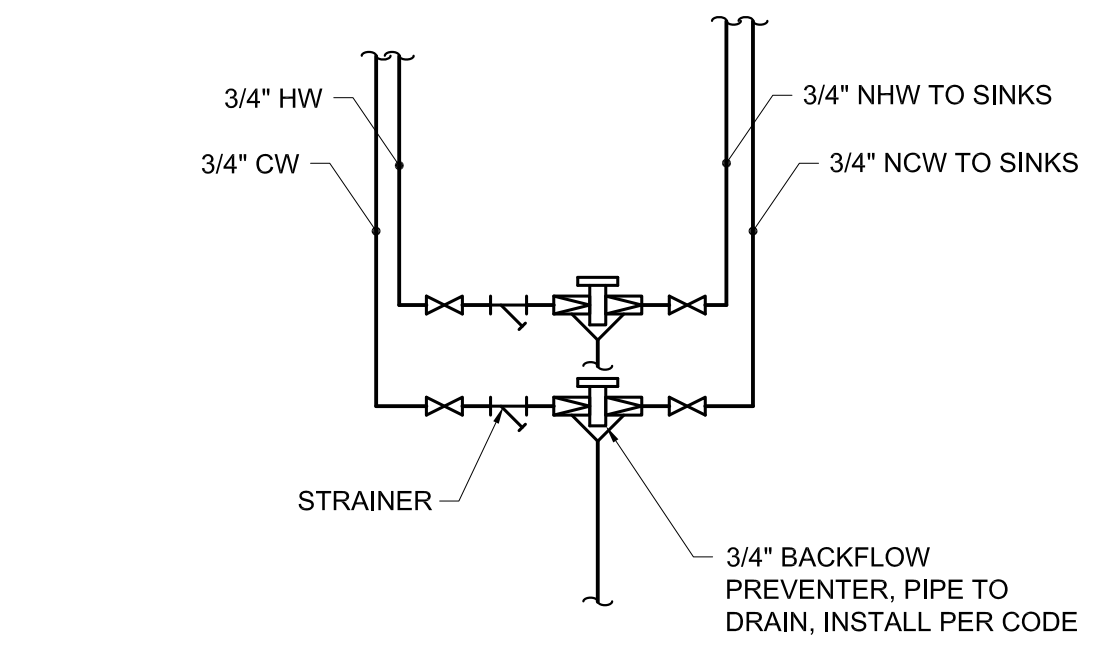 3/4" HW
3/4" NHW TO SINKS
3/4" CW
3/4" NCW TO SINKS
STRAINER
3/4" BACKFLOW
PREVENTER, PIPE TO
DRAIN, INSTALL PER CODE